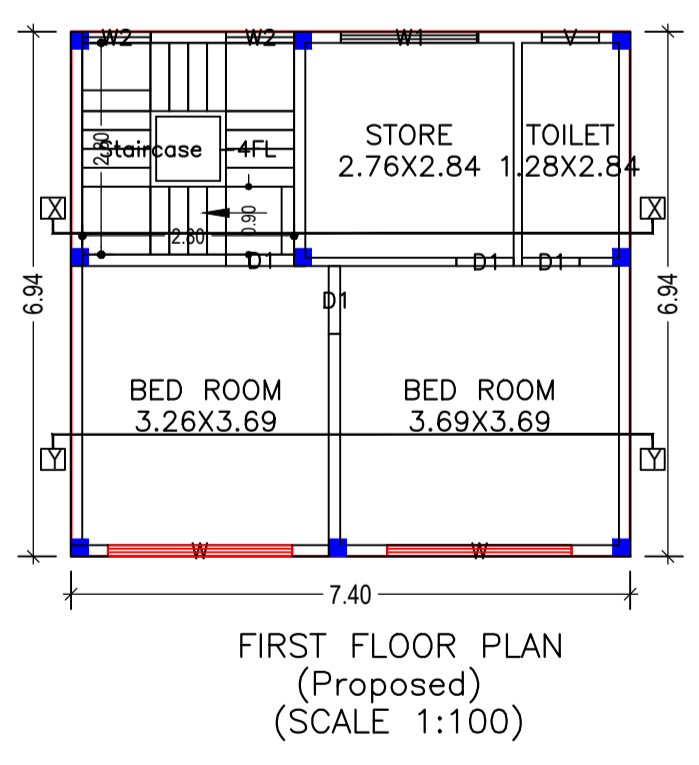 W2
W2
W1
V
STORE
2.76X2.84
TOILET
1.28X2.84
Staircase
4FL
2.80
0.90
2.80
X
X
D1
D1
D1
D1
6.94
6.94
BED ROOM
3.26X3.69
BED ROOM
3.69X3.69
Y
Y
W
W
7.40
FIRST FLOOR PLAN
(Proposed)
(SCALE 1:100)